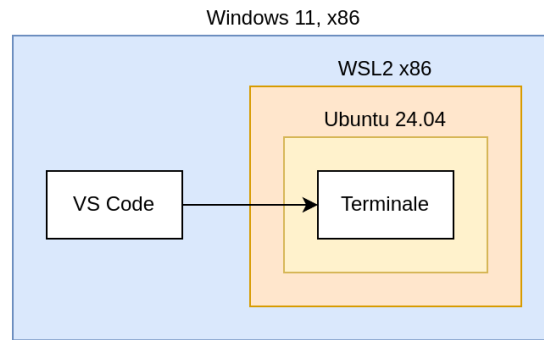 Windows 11, x86
WSL2 x86
Ubuntu 24.04
VS Code
Terminale